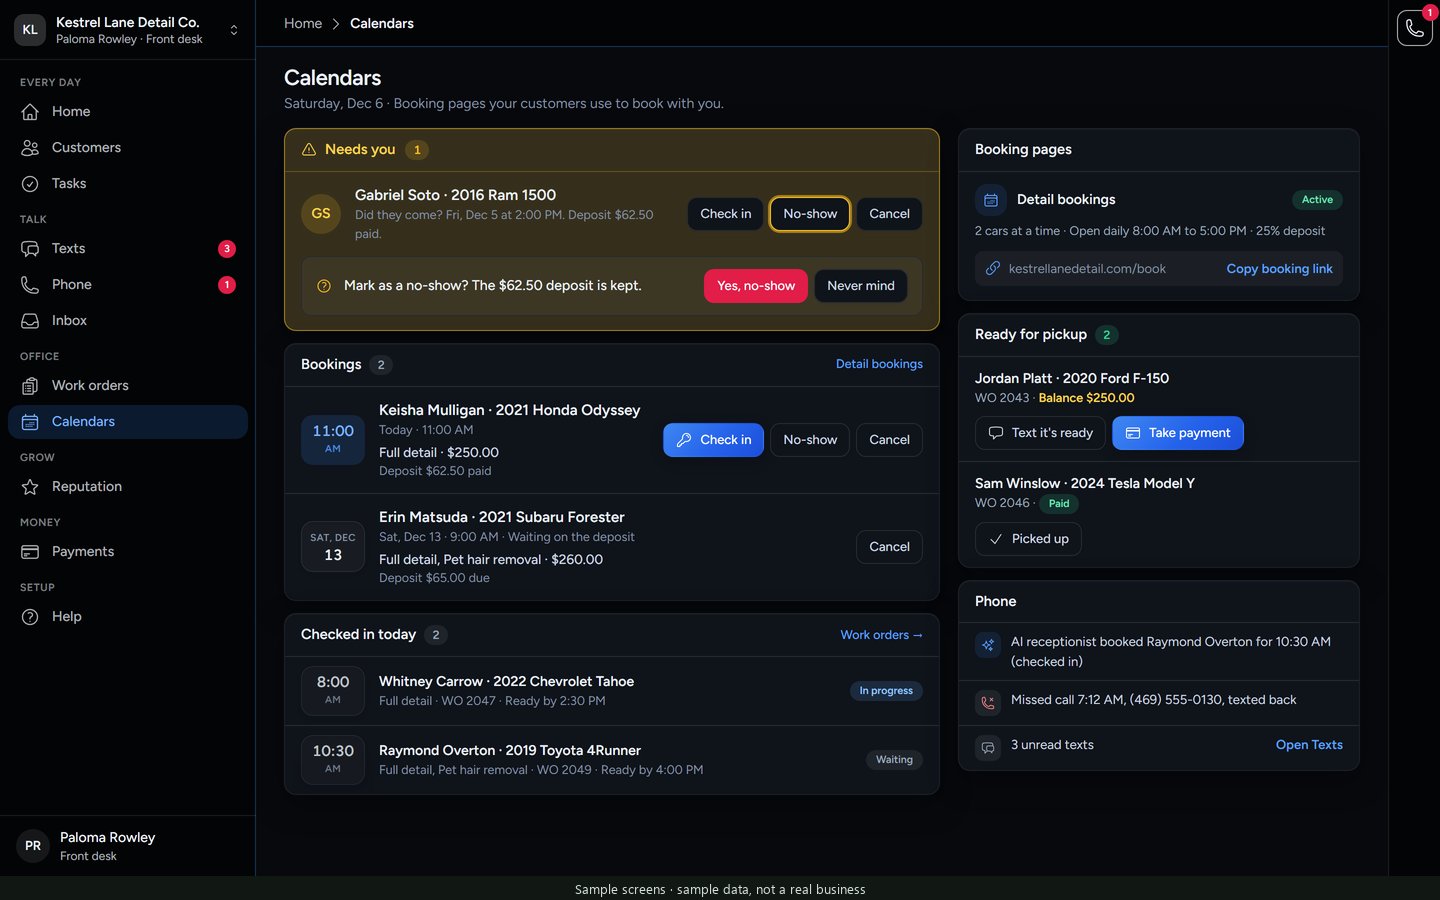 KL
Kestrel Lane Detail Co.
Paloma Rowley · Front desk
EVERY DAY
Home
Customers
Tasks
TALK
Texts
3
Phone
1
Inbox
OFFICE
Work orders
Calendars
GROW
Reputation
MONEY
Payments
SETUP
Help
PR
Paloma Rowley
Front desk
Home
Calendars
1
Calendars
Saturday, Dec 6 · Booking pages your customers use to book with you.
Needs you 1
GS
Gabriel Soto · 2016 Ram 1500
Did they come? Fri, Dec 5 at 2:00 PM. Deposit $62.50
paid.
Check in
No-show
Cancel
Mark as a no-show? The $62.50 deposit is kept.
Yes, no-show
Never mind
Bookings 2
Detail bookings
11:00
AM
Keisha Mulligan · 2021 Honda Odyssey
Today · 11:00 AM
Full detail · $250.00
Deposit $62.50 paid
Check in
No-show
Cancel
SAT, DEC
13
Erin Matsuda · 2021 Subaru Forester
Sat, Dec 13 · 9:00 AM · Waiting on the deposit
Full detail, Pet hair removal · $260.00
Deposit $65.00 due
Cancel
Checked in today 2
Work orders →
8:00
AM
Whitney Carrow · 2022 Chevrolet Tahoe
Full detail · WO 2047 · Ready by 2:30 PM
In progress
10:30
AM
Raymond Overton · 2019 Toyota 4Runner
Full detail, Pet hair removal · WO 2049 · Ready by 4:00 PM
Waiting
Booking pages
Detail bookings
Active
2 cars at a time · Open daily 8:00 AM to 5:00 PM · 25% deposit
kestrellanedetail.com/book
Copy booking link
Ready for pickup 2
Jordan Platt · 2020 Ford F-150
WO 2043 · Balance $250.00
Text it's ready
Take payment
Sam Winslow · 2024 Tesla Model Y
WO 2046 · Paid
Picked up
Phone
AI receptionist booked Raymond Overton for 10:30 AM
(checked in)
Missed call 7:12 AM, (469) 555-0130, texted back
3 unread texts
Open Texts
Sample screens · sample data, not a real business